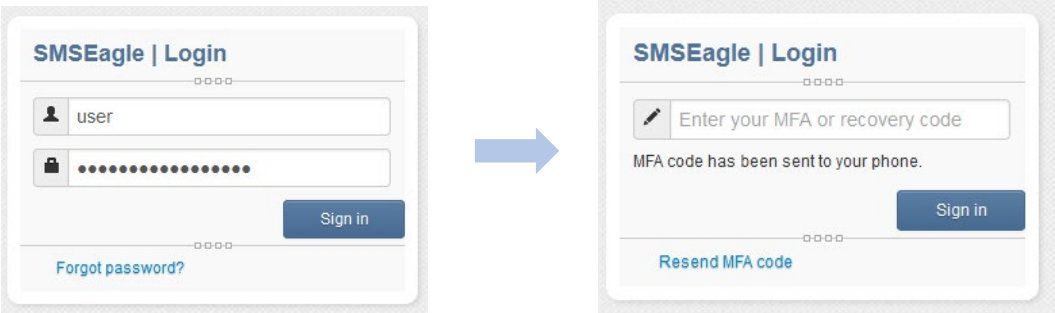 SMSEagle | Login
user
•••••••••••••••••
Sign in
Forgot password?
SMSEagle | Login
Enter your MFA or recovery code
MFA code has been sent to your phone.
Sign in
Resend MFA code